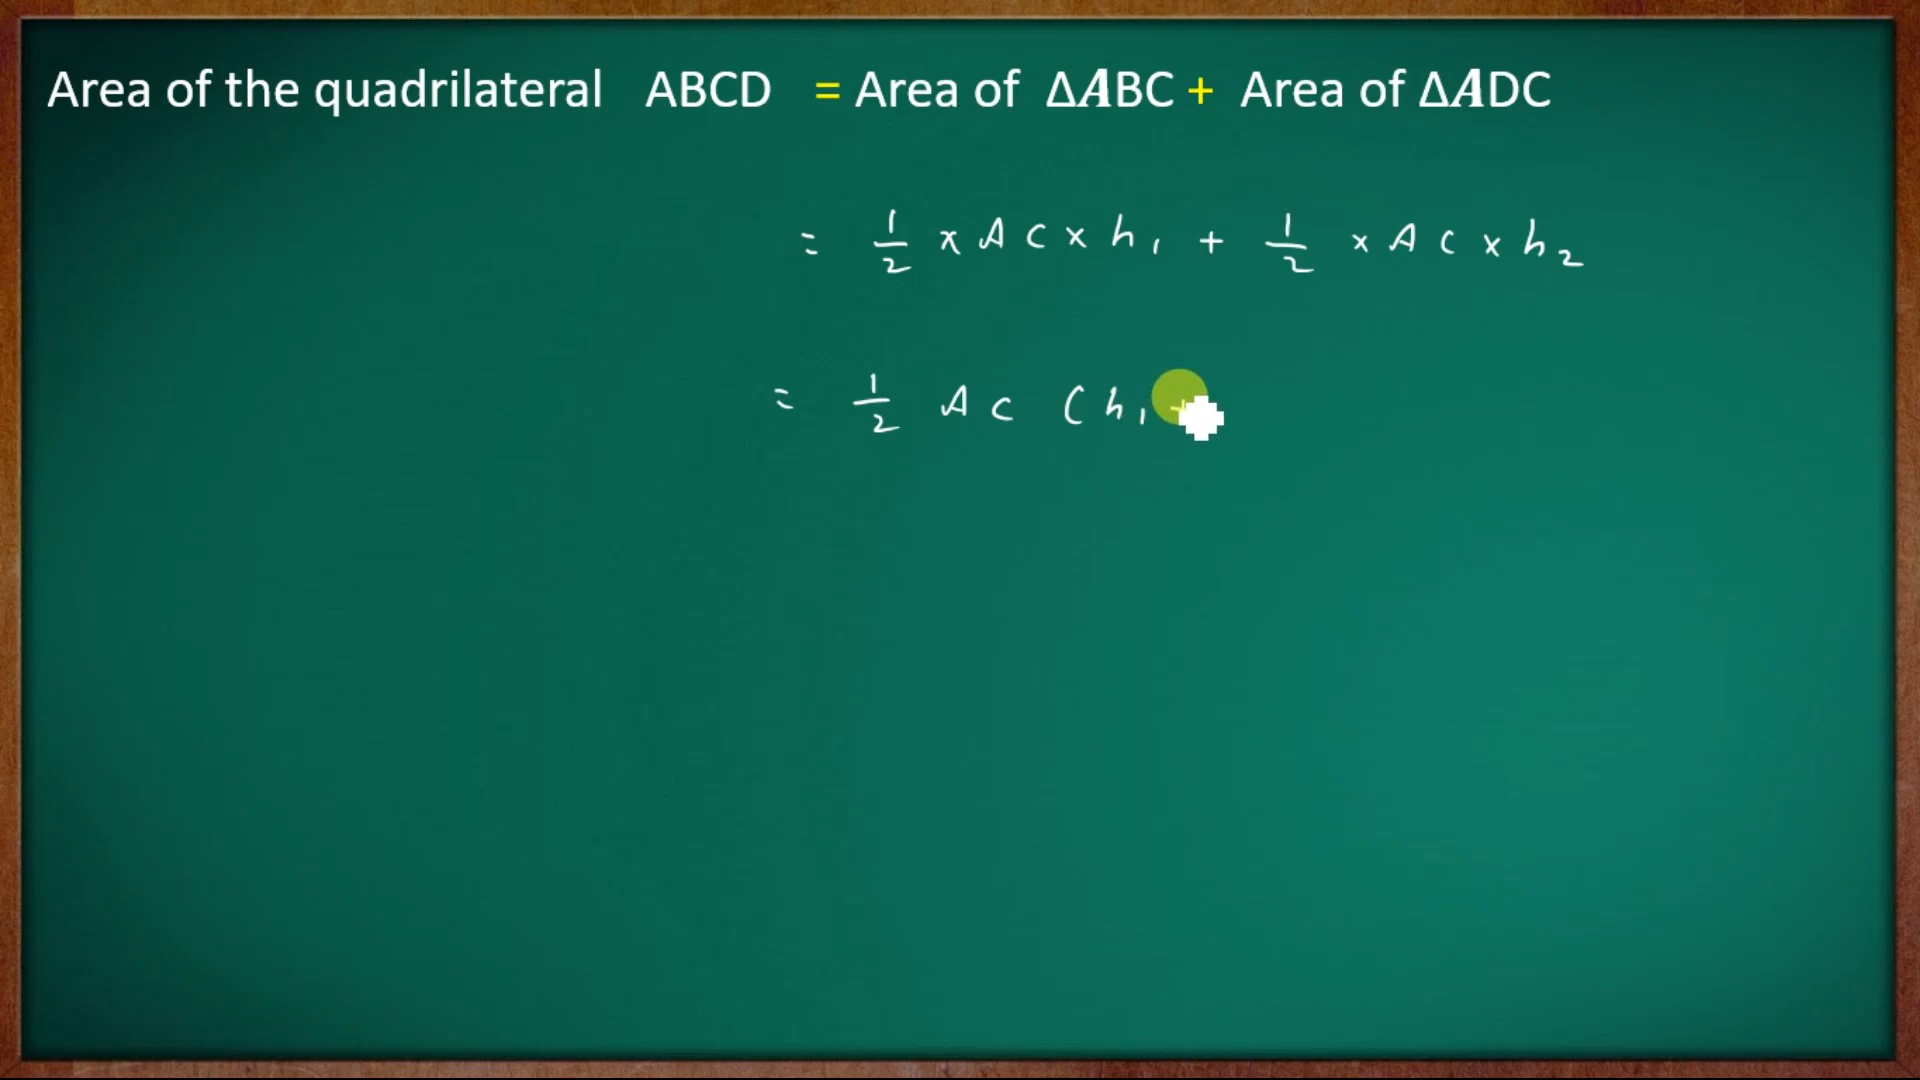 Area of the quadrilateral ABCD = Area of ΔABC + Area of ΔADC
= 1/2 × AC × h₁ + 1/2 × AC × h₂
= 1/2 AC (h₁ +